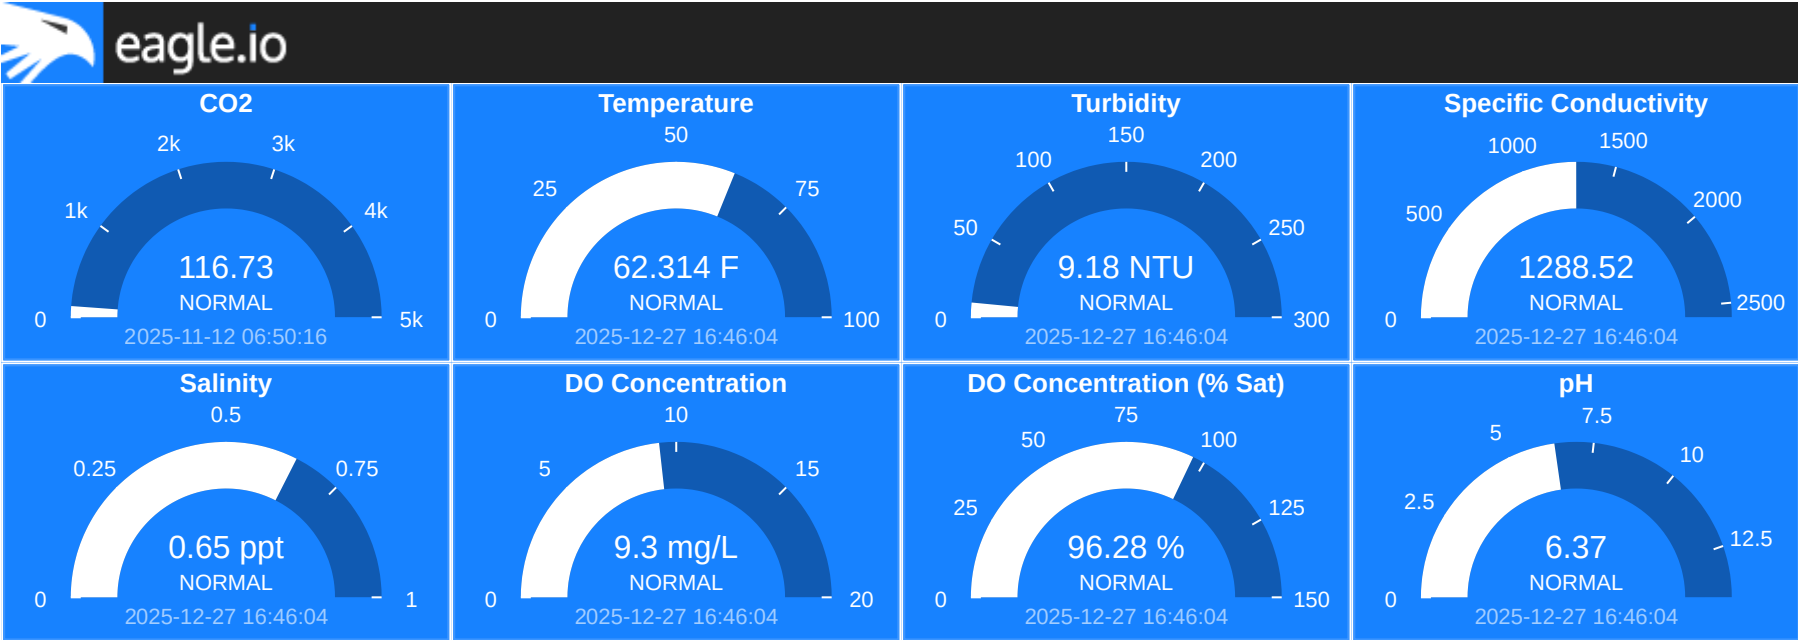 eagle.io
CO2
0
1k
2k
3k
4k
5k
116.73
NORMAL
2025-11-12 06:50:16
Temperature
0
25
50
75
100
62.314 F
NORMAL
2025-12-27 16:46:04
Turbidity
0
50
100
150
200
250
300
9.18 NTU
NORMAL
2025-12-27 16:46:04
Specific Conductivity
0
500
1000
1500
2000
2500
1288.52
NORMAL
2025-12-27 16:46:04
Salinity
0
0.25
0.5
0.75
1
0.65 ppt
NORMAL
2025-12-27 16:46:04
DO Concentration
0
5
10
15
20
9.3 mg/L
NORMAL
2025-12-27 16:46:04
DO Concentration (% Sat)
0
25
50
75
100
125
150
96.28 %
NORMAL
2025-12-27 16:46:04
pH
0
2.5
5
7.5
10
12.5
6.37
NORMAL
2025-12-27 16:46:04